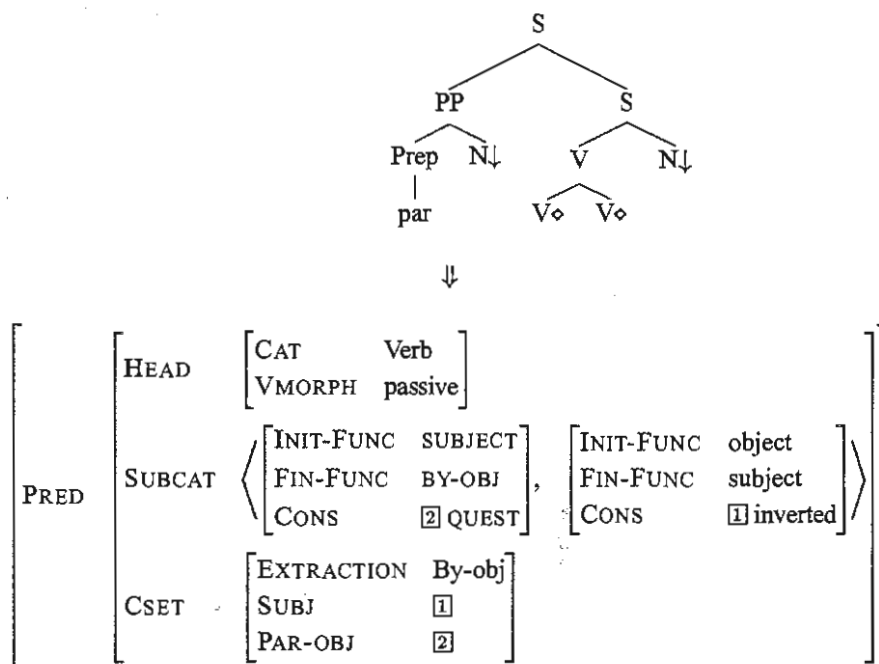 S
PP S
Prep N↓ V N↓
par V◇ V◇
⇓
HEAD CAT Verb
VMORPH passive
PRED SUBCAT INIT-FUNC SUBJECT , INIT-FUNC object
FIN-FUNC BY-OBJ FIN-FUNC subject
CONS 2 QUEST CONS 1 inverted
CSET EXTRACTION By-obj
SUBJ 1
PAR-OBJ 2